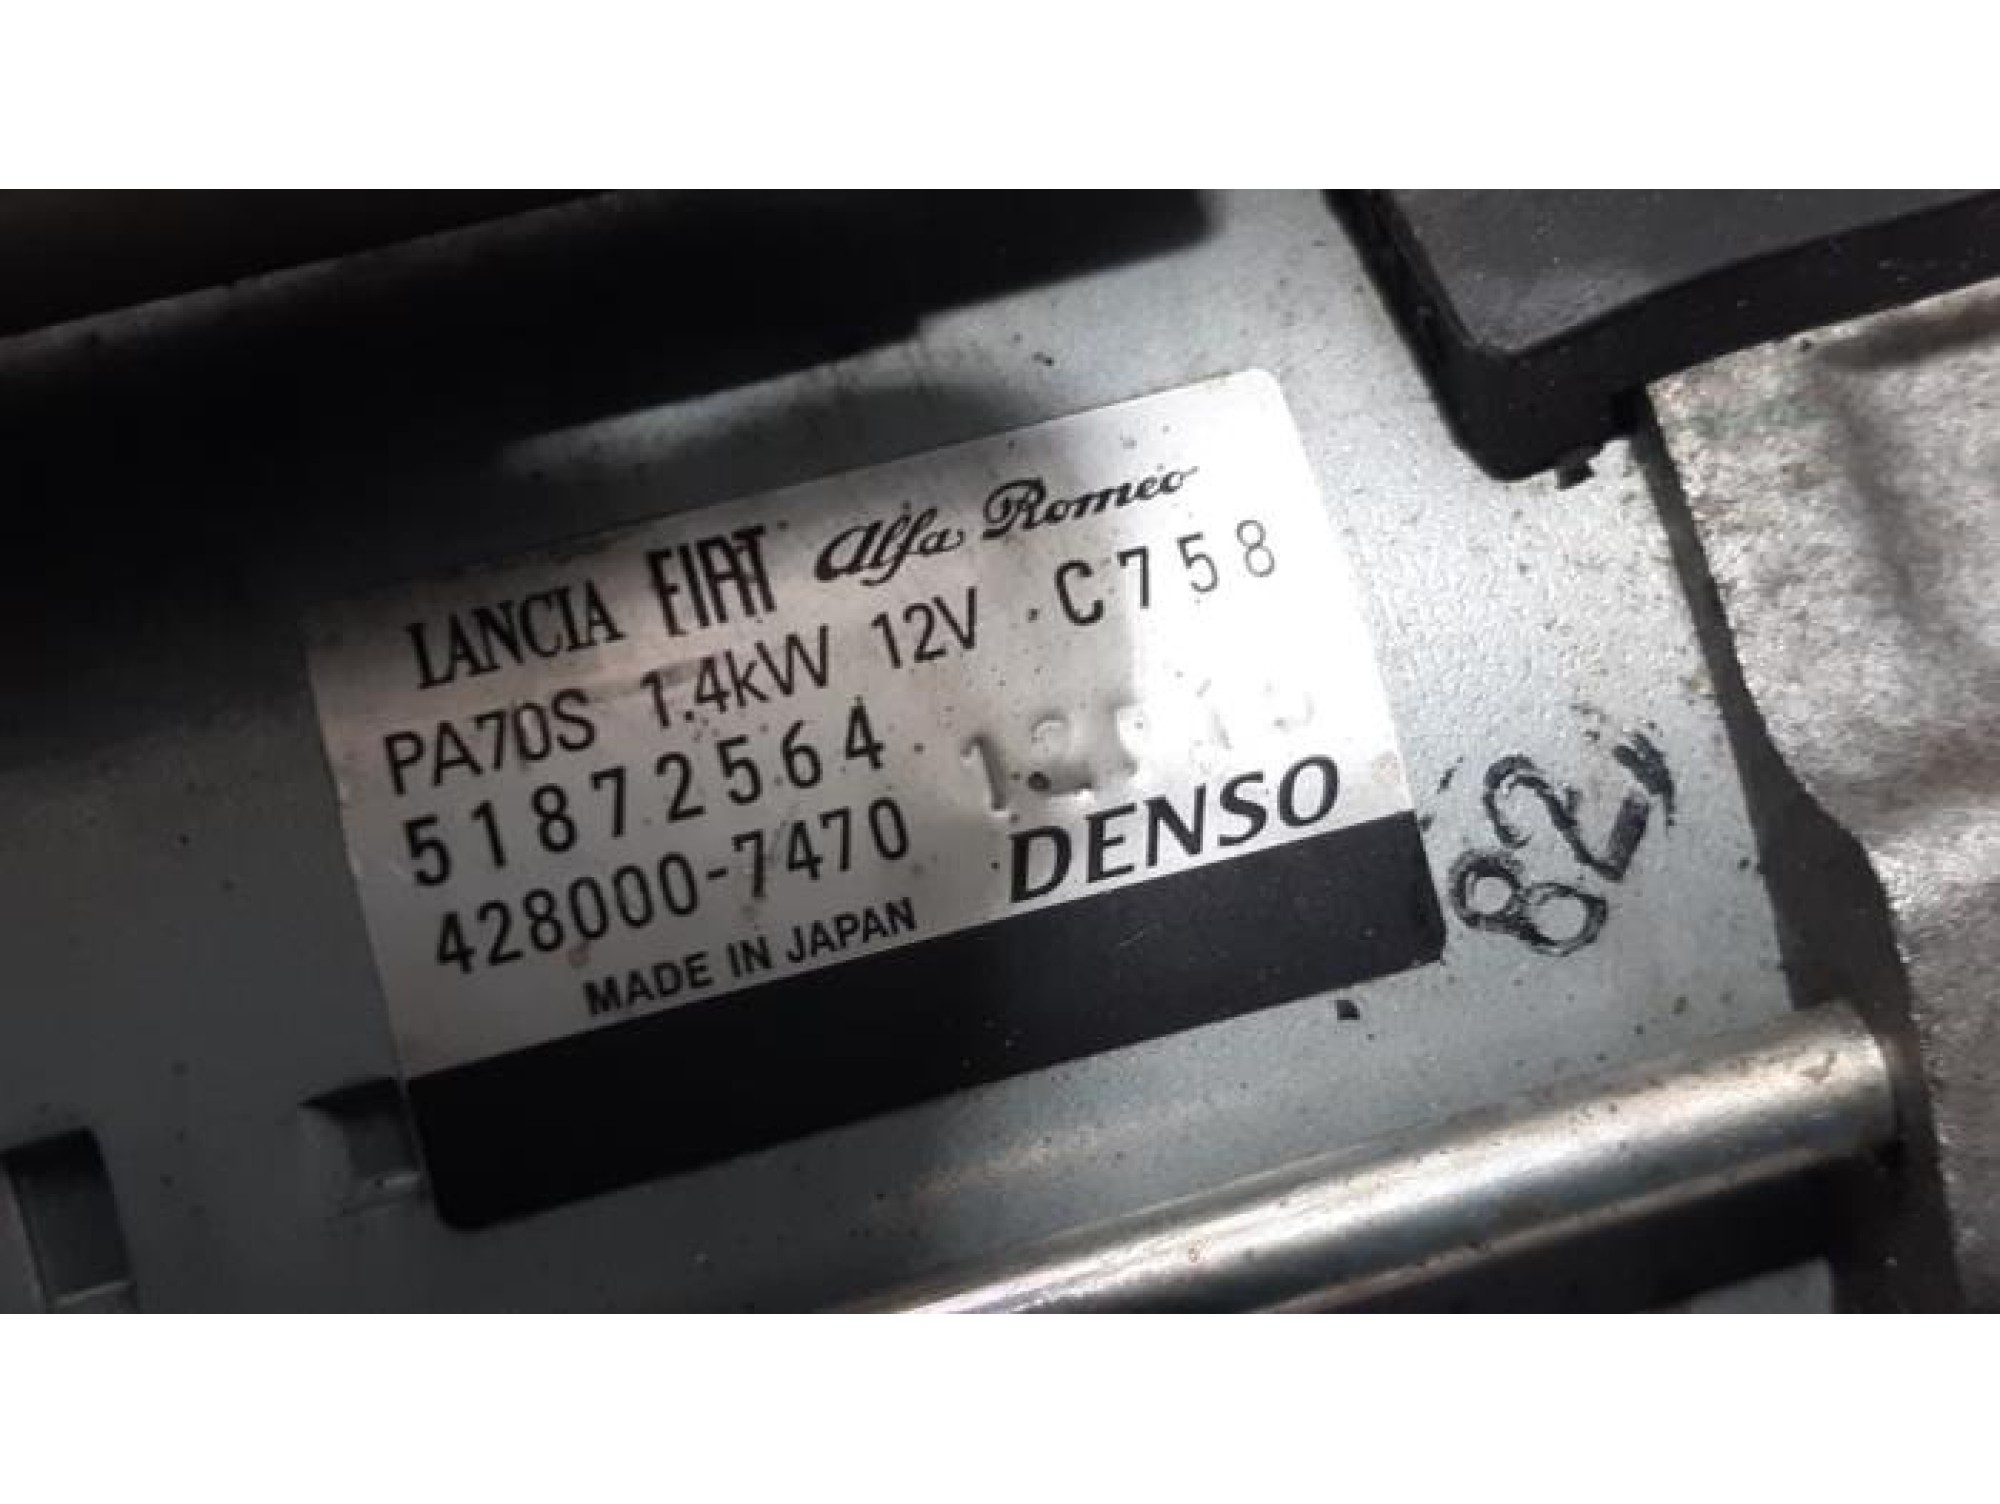 LANCIA FIAT Alfa Romeo
PA70S 1.4kW 12V C758
51872564
428000-7470 DENSO
MADE IN JAPAN
82